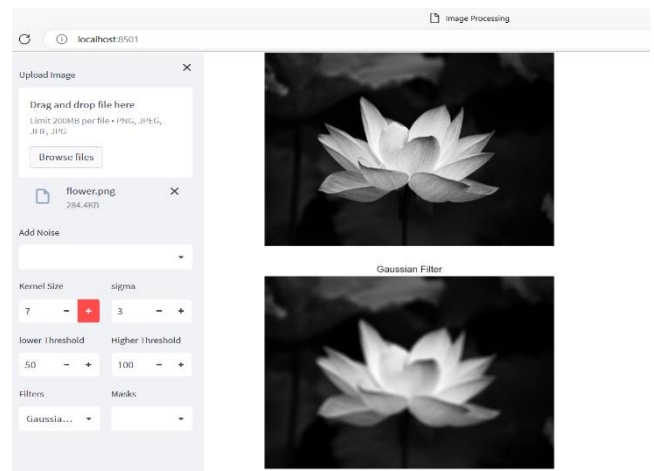 Image Processing
localhost:8501
Upload Image
Drag and drop file here
Limit 200MB per file • PNG, JPEG,
JFIF, JPG
Browse files
flower.png
284.4KB
Add Noise
Kernel Size sigma
7 - + 3 - +
lower Threshold Higher Threshold
50 - + 100 - +
Filters Masks
Gaussia...
Gaussian Filter